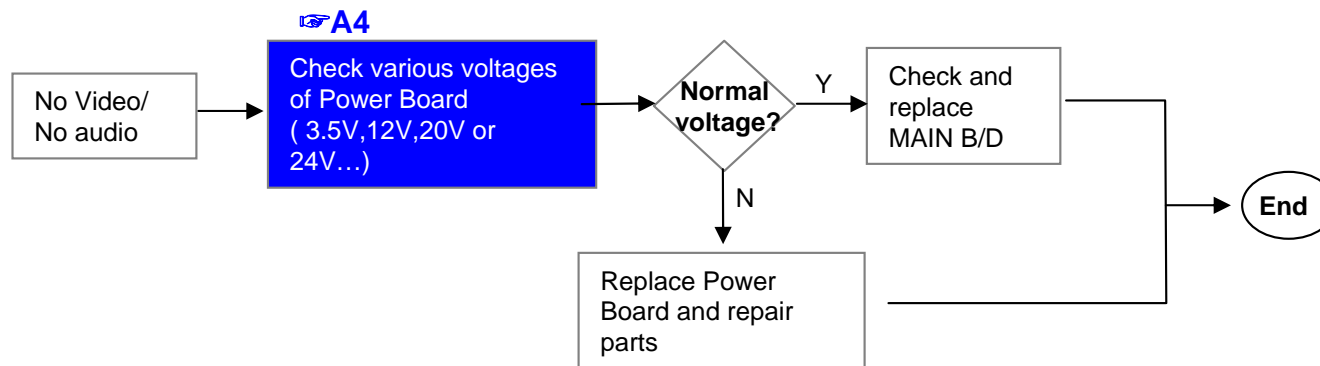 ☞A4
No Video/
No audio
Check various voltages
of Power Board
( 3.5V,12V,20V or
24V…)
Normal
voltage?
Y
Check and
replace
MAIN B/D
N
Replace Power
Board and repair
parts
End